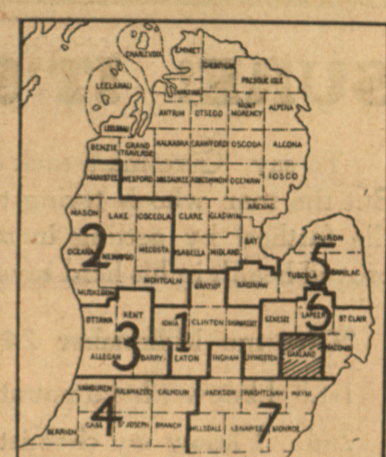 EMMET
CHARLEVOIX
CHEBOYGAN
PRESQUE ISLE
LEELANAU
ANTRIM OTSEGO MONT MORENCY ALPENA
BENZIE GRAND TRAVERSE KALKASKA CRAWFORD OSCODA ALCONA
MANISTEE WEXFORD MISSAUKEE ROSCOMMON OGEMAW IOSCO
ARENAC
MASON LAKE OSCEOLA CLARE GLADWIN
BAY HURON
2 5
OCEANA NEWAYGO MECOSTA ISABELLA MIDLAND TUSCOLA SANILAC
MUSKEGON MONTCALM GRATIOT SAGINAW
6
OTTAWA KENT IONIA CLINTON SHIAWASSEE GENESEE LAPEER ST CLAIR
3 1
ALLEGAN BARRY EATON INGHAM LIVINGSTON OAKLAND MACOMB
VANBUREN KALAMAZOO CALHOUN JACKSON WASHTENAW WAYNE
4 7
BERRIEN CASS ST JOSEPH BRANCH HILLSDALE LENAWEE MONROE